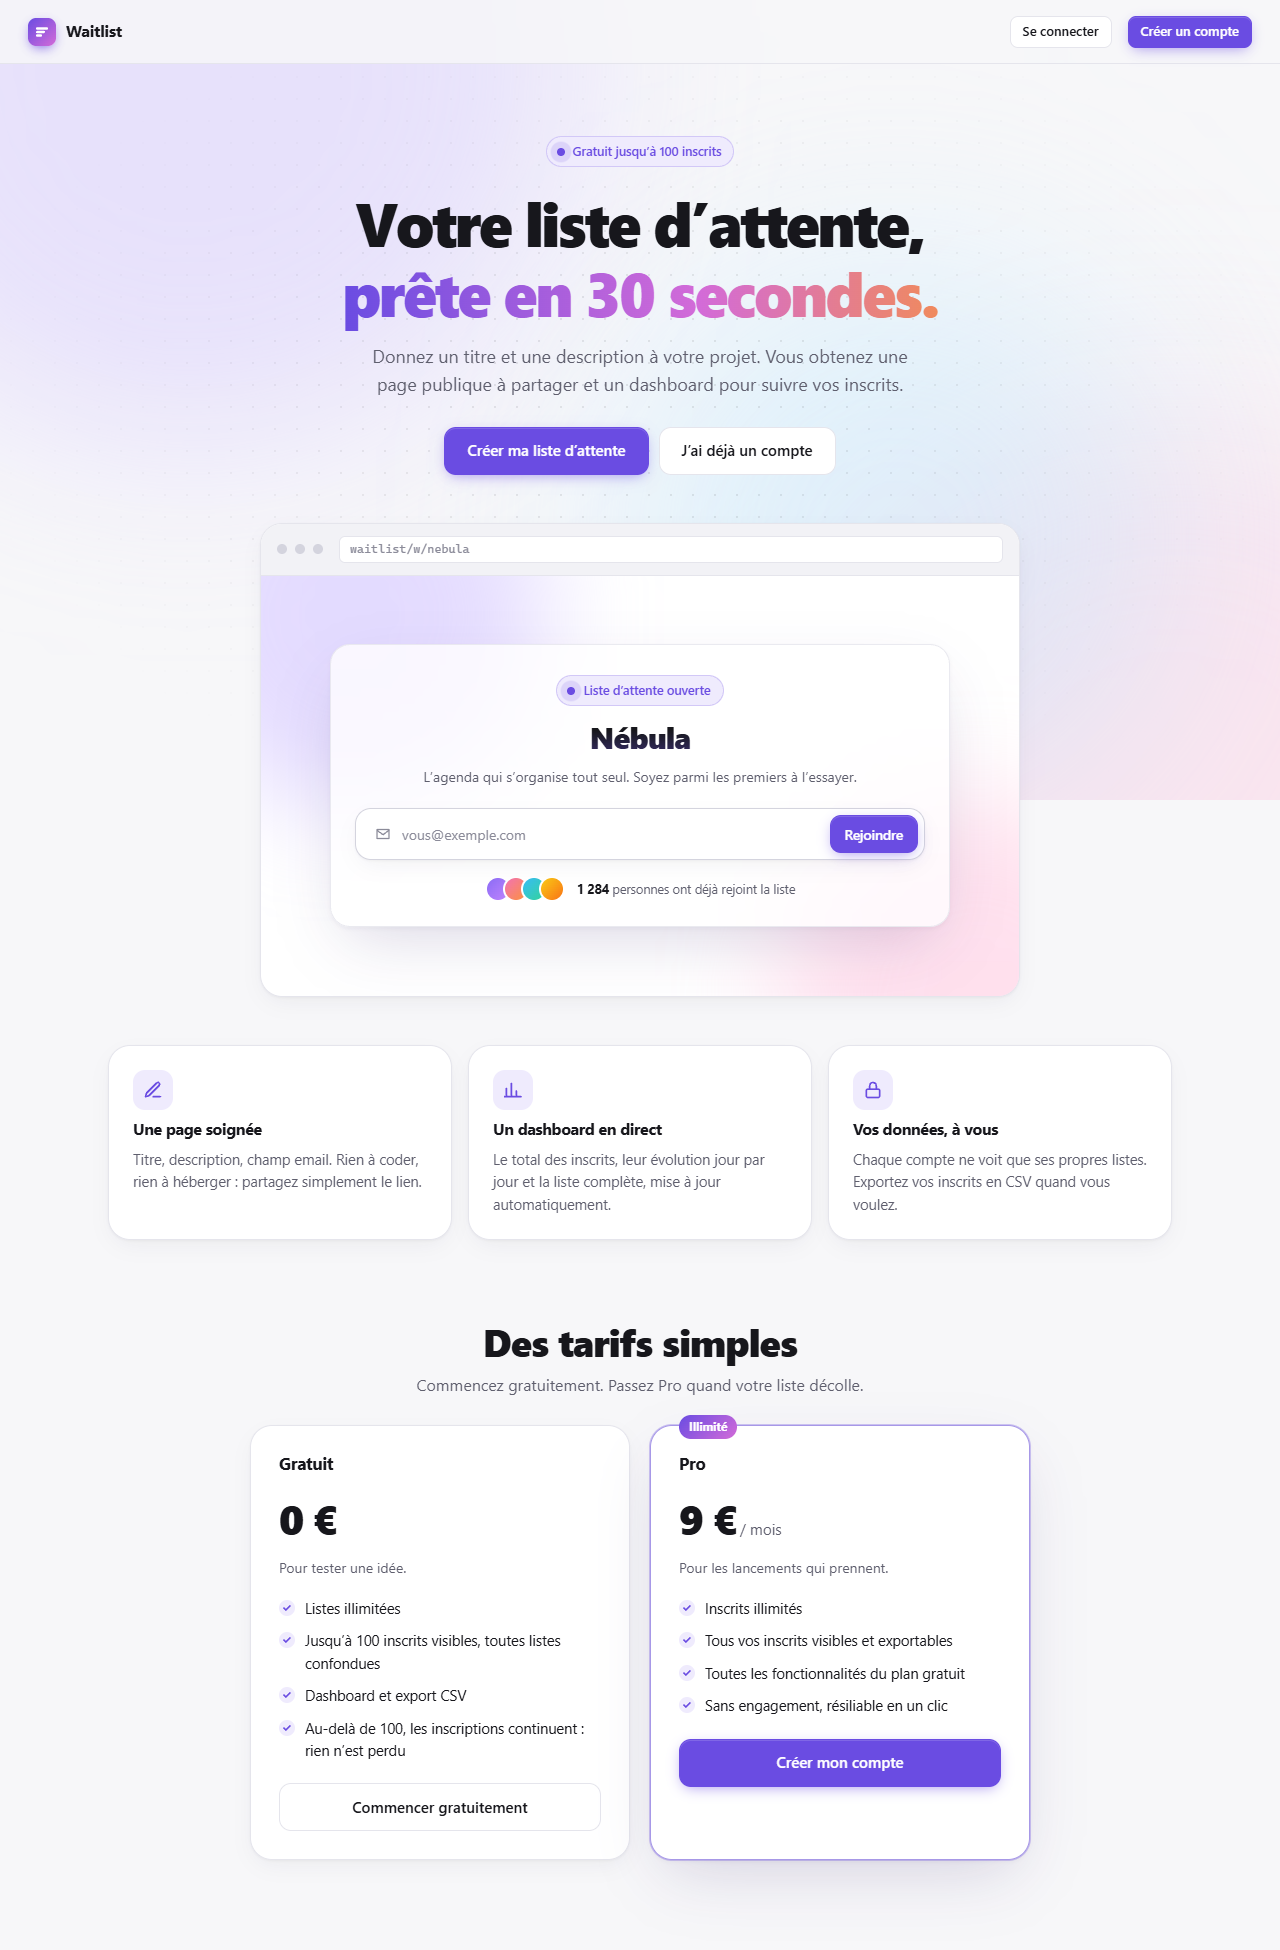 Waitlist
Se connecter
Créer un compte
Gratuit jusqu’à 100 inscrits
Votre liste d’attente,
prête en 30 secondes.
Donnez un titre et une description à votre projet. Vous obtenez une
page publique à partager et un dashboard pour suivre vos inscrits.
Créer ma liste d’attente
J’ai déjà un compte
waitlist/w/nebula
Liste d’attente ouverte
Nébula
L’agenda qui s’organise tout seul. Soyez parmi les premiers à l’essayer.
vous@exemple.com
Rejoindre
1 284 personnes ont déjà rejoint la liste
Une page soignée
Titre, description, champ email. Rien à coder,
rien à héberger : partagez simplement le lien.
Un dashboard en direct
Le total des inscrits, leur évolution jour par
jour et la liste complète, mise à jour
automatiquement.
Vos données, à vous
Chaque compte ne voit que ses propres listes.
Exportez vos inscrits en CSV quand vous
voulez.
Des tarifs simples
Commencez gratuitement. Passez Pro quand votre liste décolle.
Gratuit
0 €
Pour tester une idée.
Listes illimitées
Jusqu’à 100 inscrits visibles, toutes listes
confondues
Dashboard et export CSV
Au-delà de 100, les inscriptions continuent :
rien n’est perdu
Commencer gratuitement
Illimité
Pro
9 € / mois
Pour les lancements qui prennent.
Inscrits illimités
Tous vos inscrits visibles et exportables
Toutes les fonctionnalités du plan gratuit
Sans engagement, résiliable en un clic
Créer mon compte